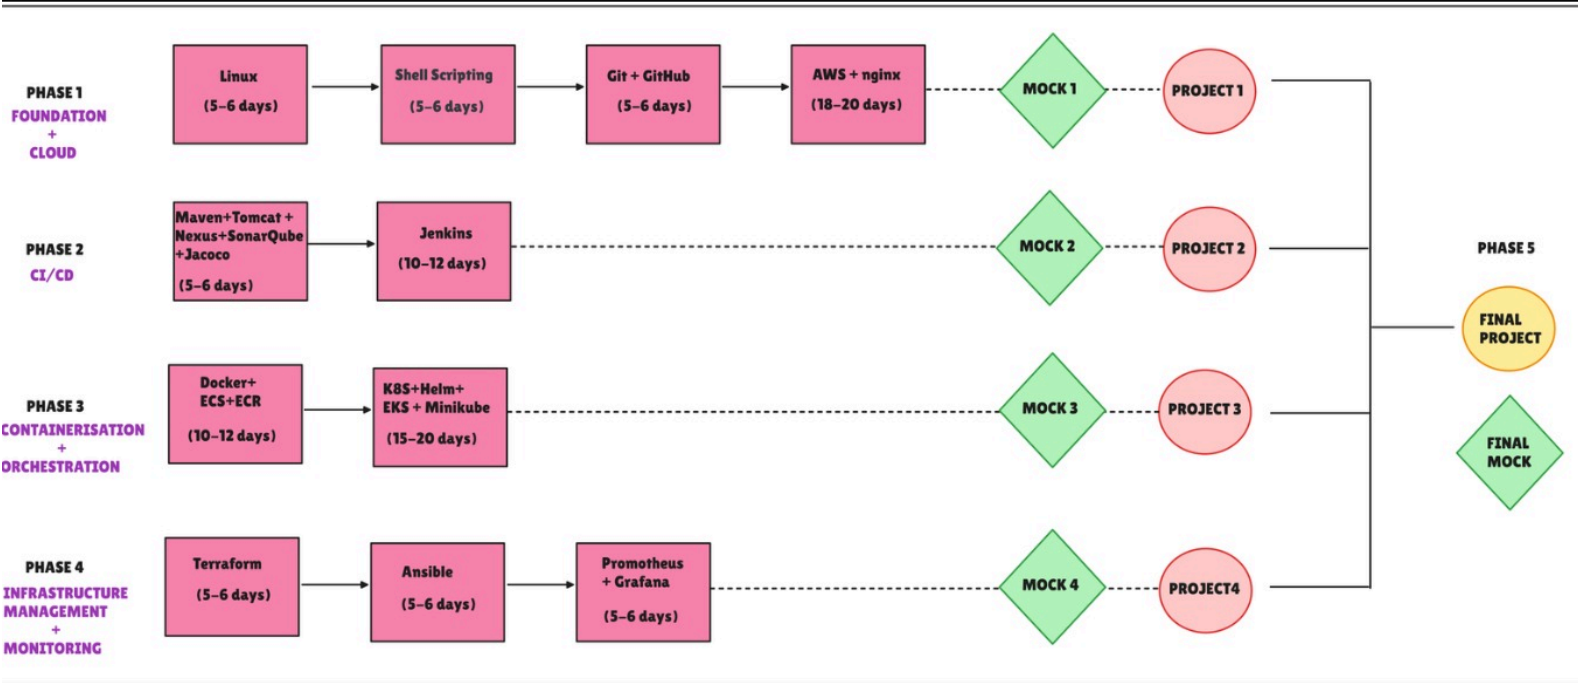 PHASE 1
FOUNDATION
+
CLOUD
Linux
(5-6 days)
Shell Scripting
(5-6 days)
Git + GitHub
(5-6 days)
AWS + nginx
(18-20 days)
MOCK 1
PROJECT 1
PHASE 2
CI/CD
Maven+Tomcat +
Nexus+SonarQube
+Jacoco
(5-6 days)
Jenkins
(10-12 days)
MOCK 2
PROJECT 2
PHASE 3
CONTAINERISATION
+
ORCHESTRATION
Docker+
ECS+ECR
(10-12 days)
K8S+Helm+
EKS + Minikube
(15-20 days)
MOCK 3
PROJECT 3
PHASE 4
INFRASTRUCTURE
MANAGEMENT
+
MONITORING
Terraform
(5-6 days)
Ansible
(5-6 days)
Promotheus
+ Grafana
(5-6 days)
MOCK 4
PROJECT4
PHASE 5
FINAL
PROJECT
FINAL
MOCK